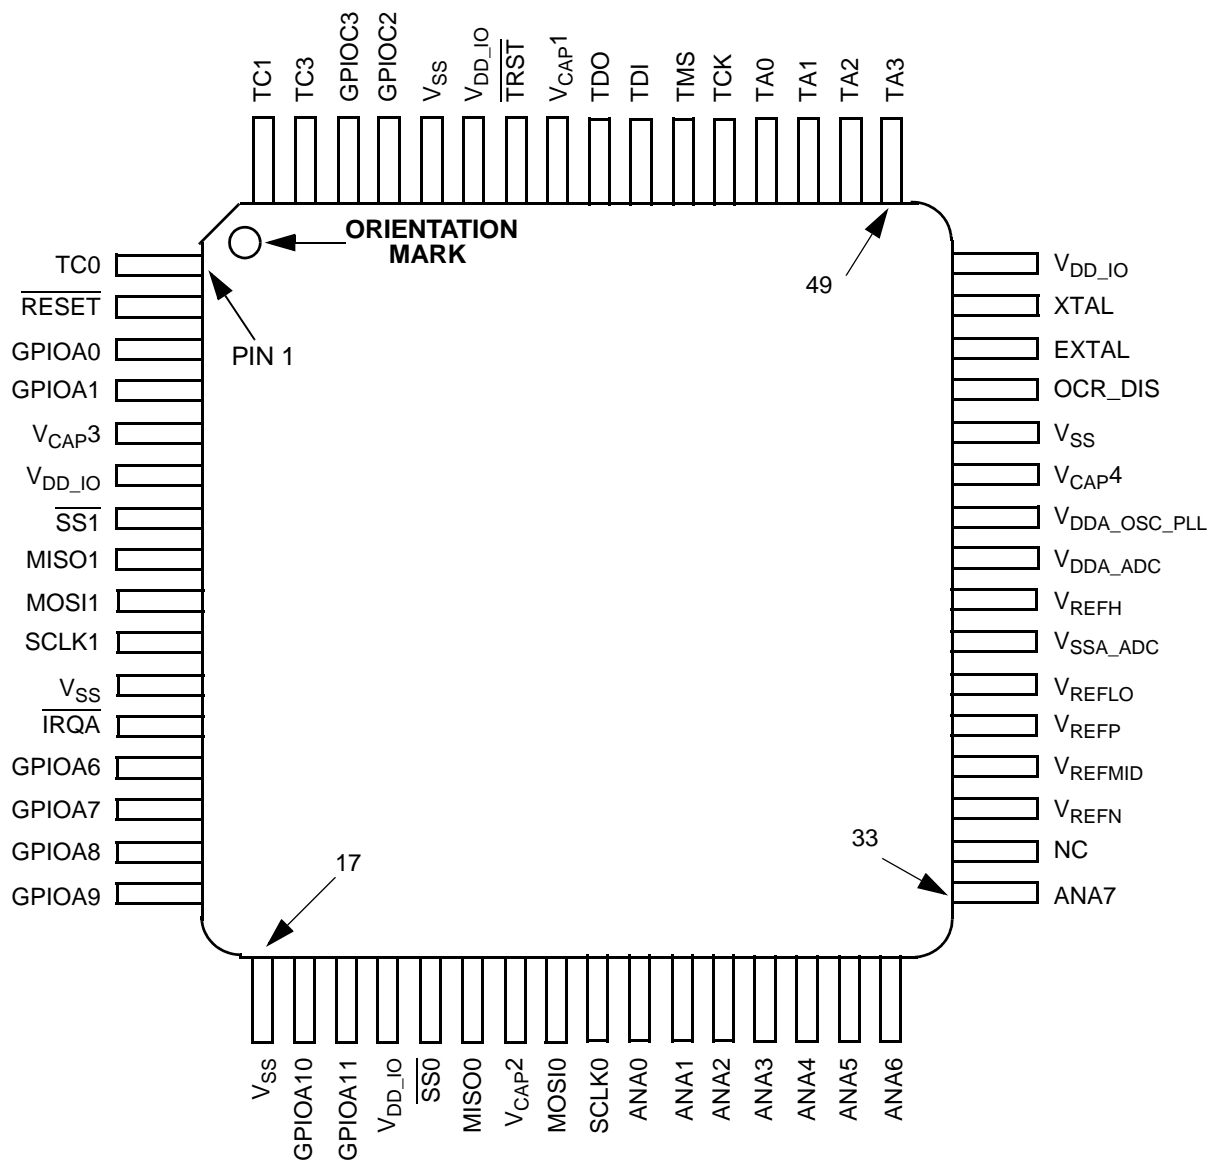 TC1
TC3
GPIOC3
GPIOC2
VSS
VDD_IO
TRST
VCAP1
TDO
TDI
TMS
TCK
TA0
TA1
TA2
TA3
ORIENTATION
MARK
49
PIN 1
TC0
RESET
GPIOA0
GPIOA1
VCAP3
VDD_IO
SS1
MISO1
MOSI1
SCLK1
VSS
IRQA
GPIOA6
GPIOA7
GPIOA8
GPIOA9
VDD_IO
XTAL
EXTAL
OCR_DIS
VSS
VCAP4
VDDA_OSC_PLL
VDDA_ADC
VREFH
VSSA_ADC
VREFLO
VREFP
VREFMID
VREFN
NC
ANA7
17
33
VSS
GPIOA10
GPIOA11
VDD_IO
SS0
MISO0
VCAP2
MOSI0
SCLK0
ANA0
ANA1
ANA2
ANA3
ANA4
ANA5
ANA6